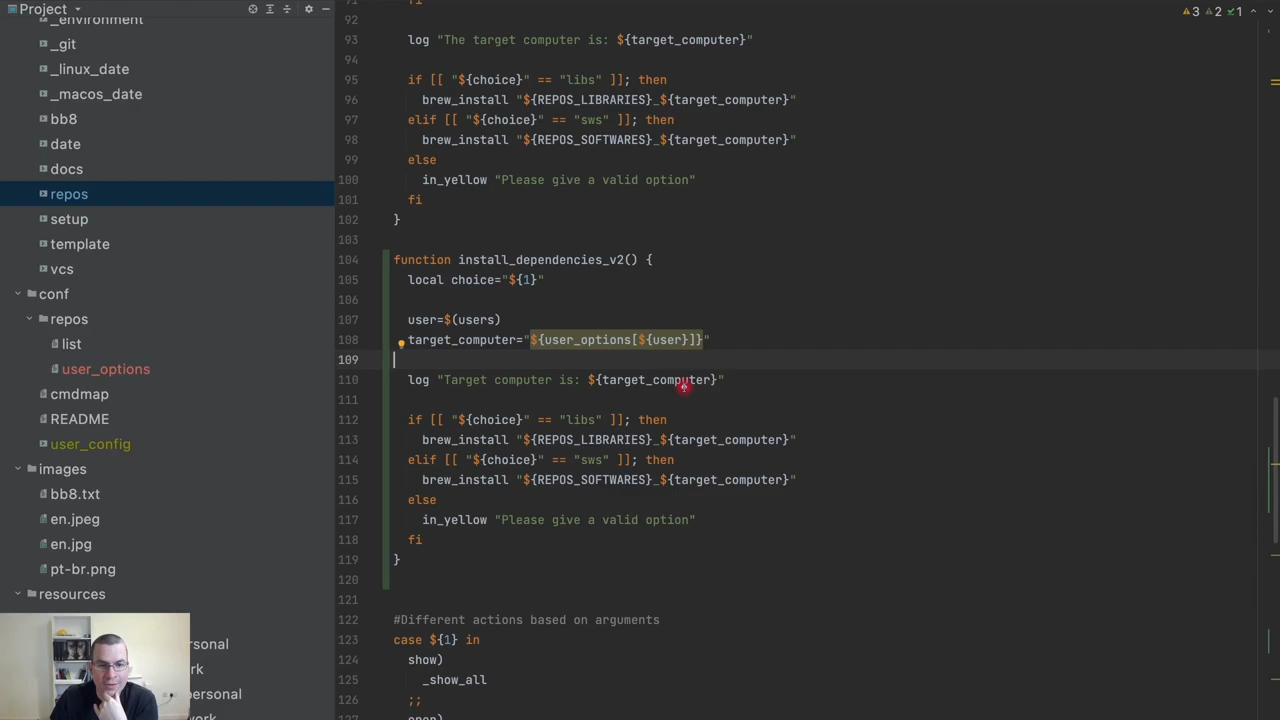 Project
_environment
_git
_linux_date
_macos_date
bb8
date
docs
repos
setup
template
vcs
conf
repos
list
user_options
cmdmap
README
user_config
images
bb8.txt
en.jpeg
en.jpg
pt-br.png
resources
rsonal
rk
personal
work
3 2 1
91 fi
92
93 log "The target computer is: ${target_computer}"
94
95 if [[ "${choice}" == "libs" ]]; then
96 brew_install "${REPOS_LIBRARIES}_${target_computer}"
97 elif [[ "${choice}" == "sws" ]]; then
98 brew_install "${REPOS_SOFTWARES}_${target_computer}"
99 else
100 in_yellow "Please give a valid option"
101 fi
102 }
103
104 function install_dependencies_v2() {
105 local choice="${1}"
106
107 user=$(users)
108 target_computer="${user_options[${user}]}"
109
110 log "Target computer is: ${target_computer}"
111
112 if [[ "${choice}" == "libs" ]]; then
113 brew_install "${REPOS_LIBRARIES}_${target_computer}"
114 elif [[ "${choice}" == "sws" ]]; then
115 brew_install "${REPOS_SOFTWARES}_${target_computer}"
116 else
117 in_yellow "Please give a valid option"
118 fi
119 }
120
121
122 #Different actions based on arguments
123 case ${1} in
124 show)
125 _show_all
126 ;;
127 open)